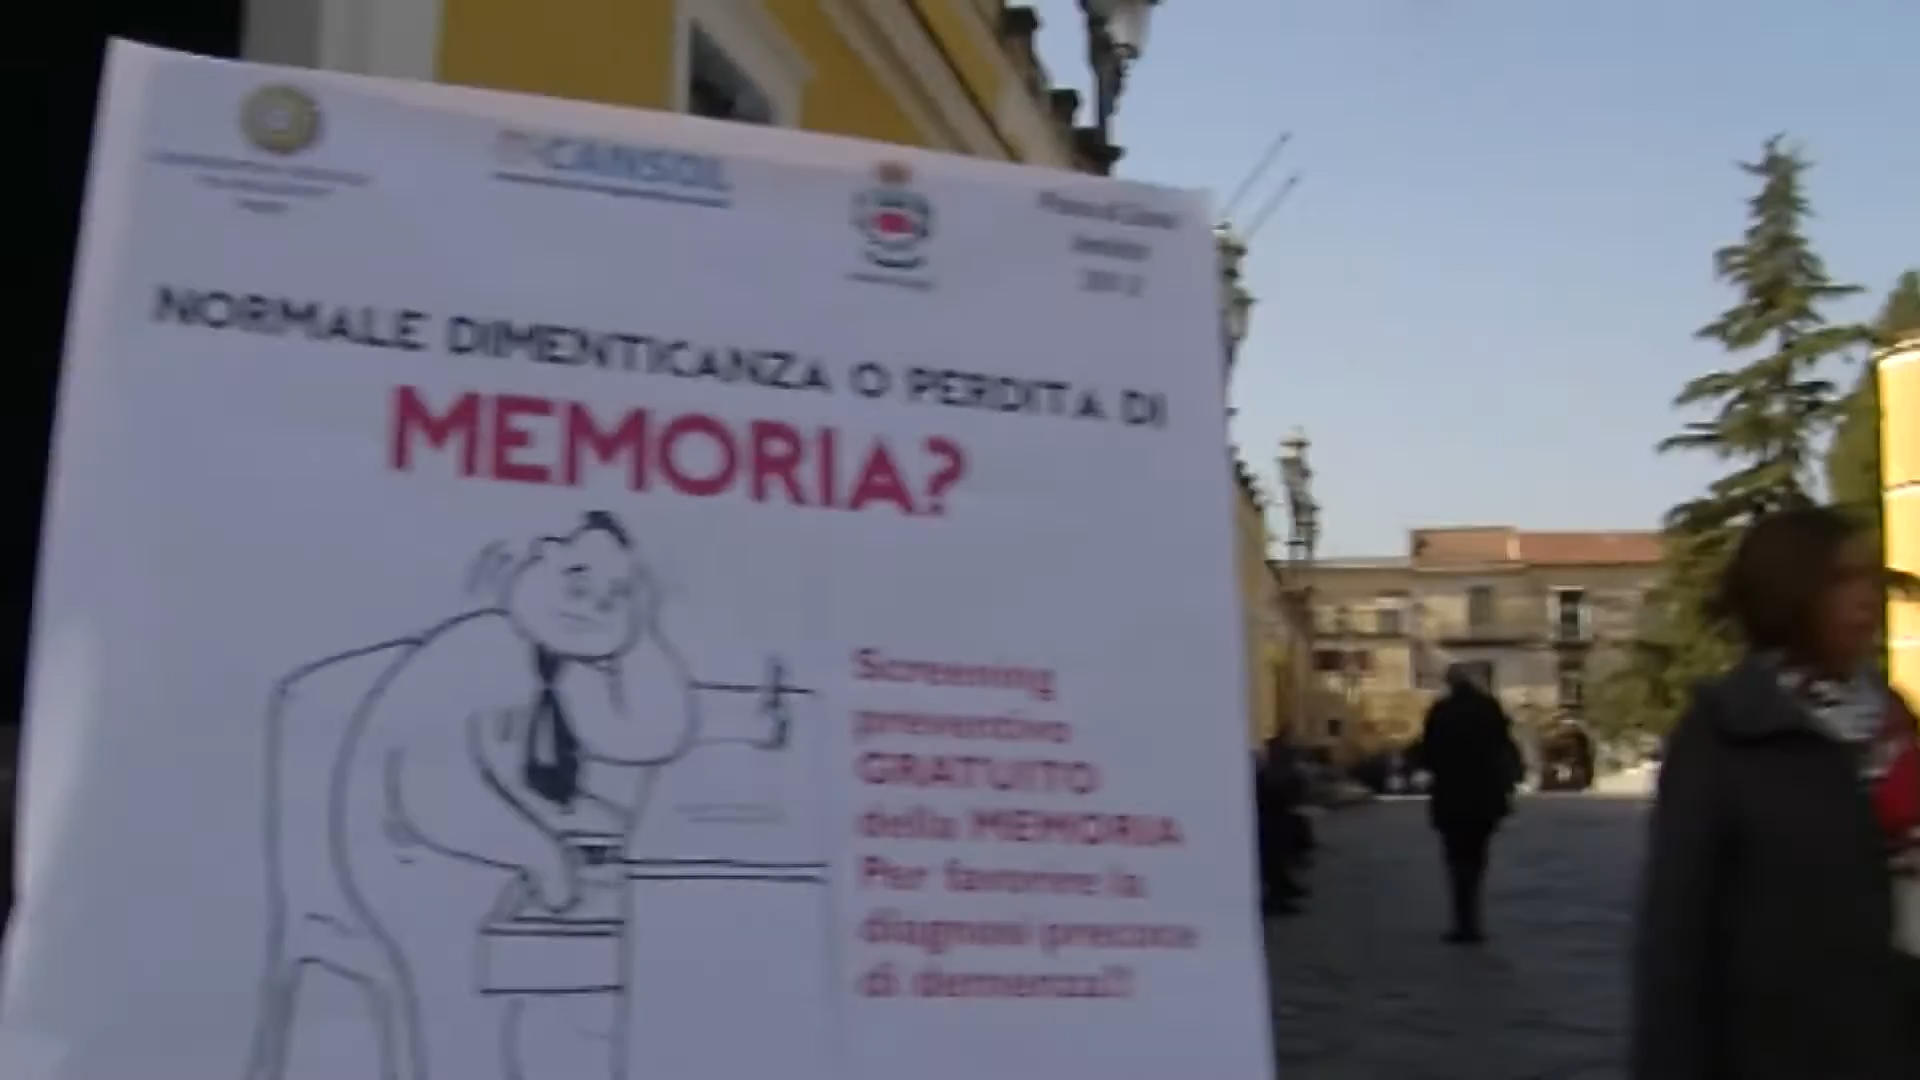 CANSOL
NORMALE DIMENTICANZA O PERDITA DI
MEMORIA?
Screening
preventivo
GRATUITO
della MEMORIA
Per favorire la
diagnosi precoce
di demenza!!